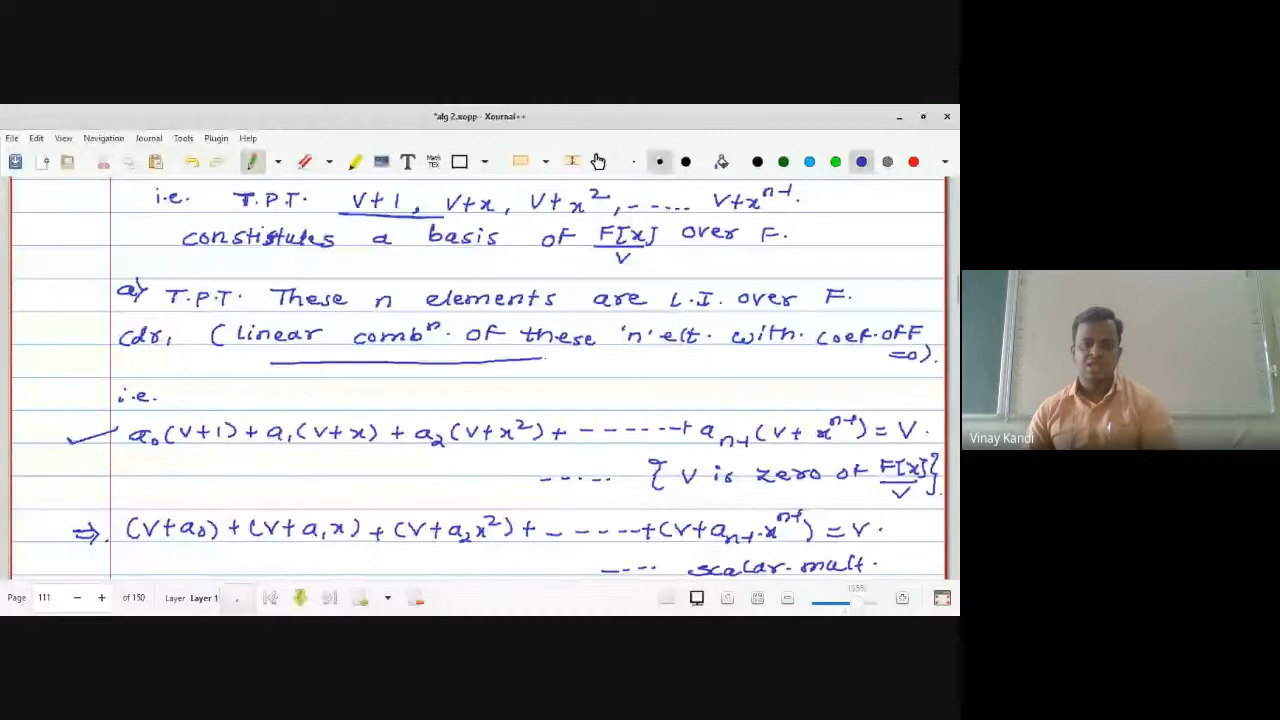 *alg 2.xopp - Xournal++
File Edit View Navigation Journal Tools Plugin Help
i.e. T.P.T. V+1, V+x, V+x², -..... V+xⁿ⁻¹.
constistutes a basis of F[x]/V over F.
a) T.P.T. These n elements are L.I. over F.
Cdr, (linear combⁿ. of these 'n' elt. with coef. off
=0).
i.e.
a₀(V+1) + a₁(V+x) + a₂(V+x²) + ------+ aₙ₋₁(V+ xⁿ⁻¹) = V.
----- {V is zero of F[x]/V}.
⇒. (V+a₀) + (V+a₁x) + (V+a₂x²) + ------+(V+aₙ₋₁.xⁿ⁻¹) = V.
---- scalar-mult.
Page 111 of 150 Layer Layer 1
Vinay Kandi